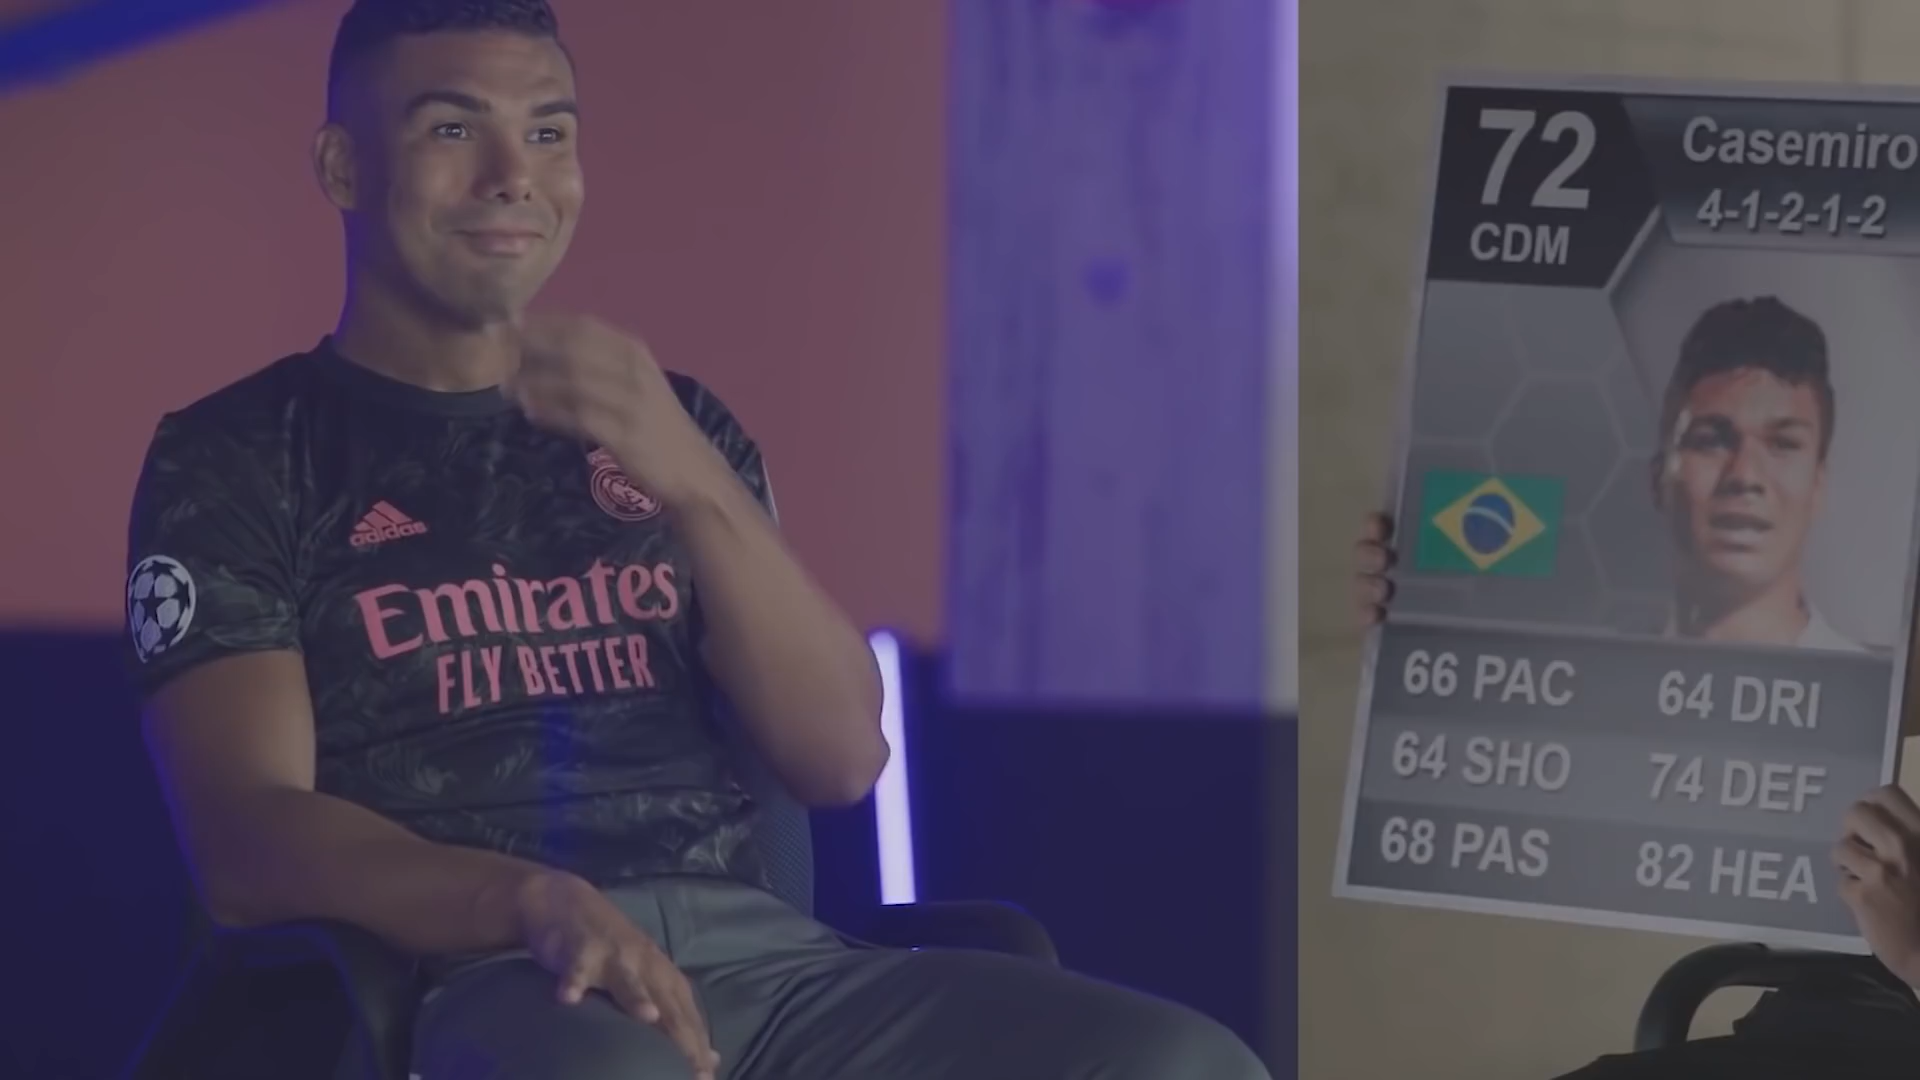 adidas
Emirates
FLY BETTER
72
CDM
Casemiro
4-1-2-1-2
66 PAC
64 DRI
64 SHO
74 DEF
68 PAS
82 HEA